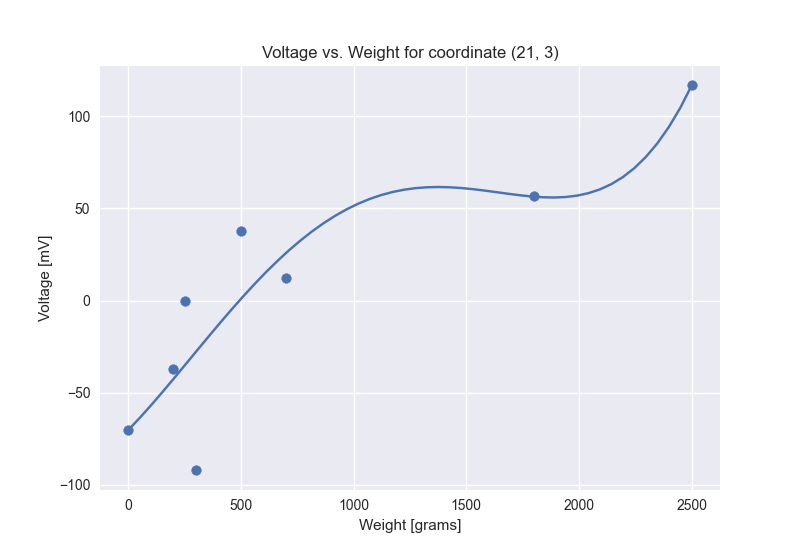 Voltage vs. Weight for coordinate (21, 3)
100
50
0
−50
−100
Voltage [mV]
0 500 1000 1500 2000 2500
Weight [grams]